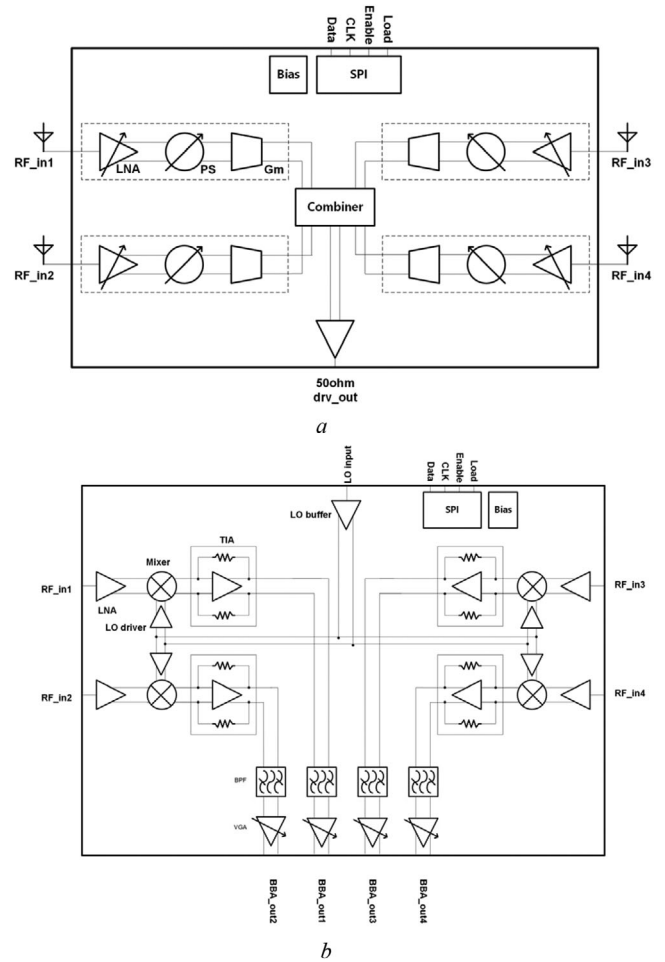 Data
CLK
Enable
Load
Bias
SPI
RF_in1
LNA
PS
Gm
RF_in3
Combiner
RF_in2
RF_in4
50ohm
drv_out
a
LO input
Data
CLK
Enable
Load
LO buffer
SPI
Bias
TIA
Mixer
RF_in1
RF_in3
LNA
LO driver
RF_in2
RF_in4
BPF
VGA
BBA_out2
BBA_out1
BBA_out3
BBA_out4
b